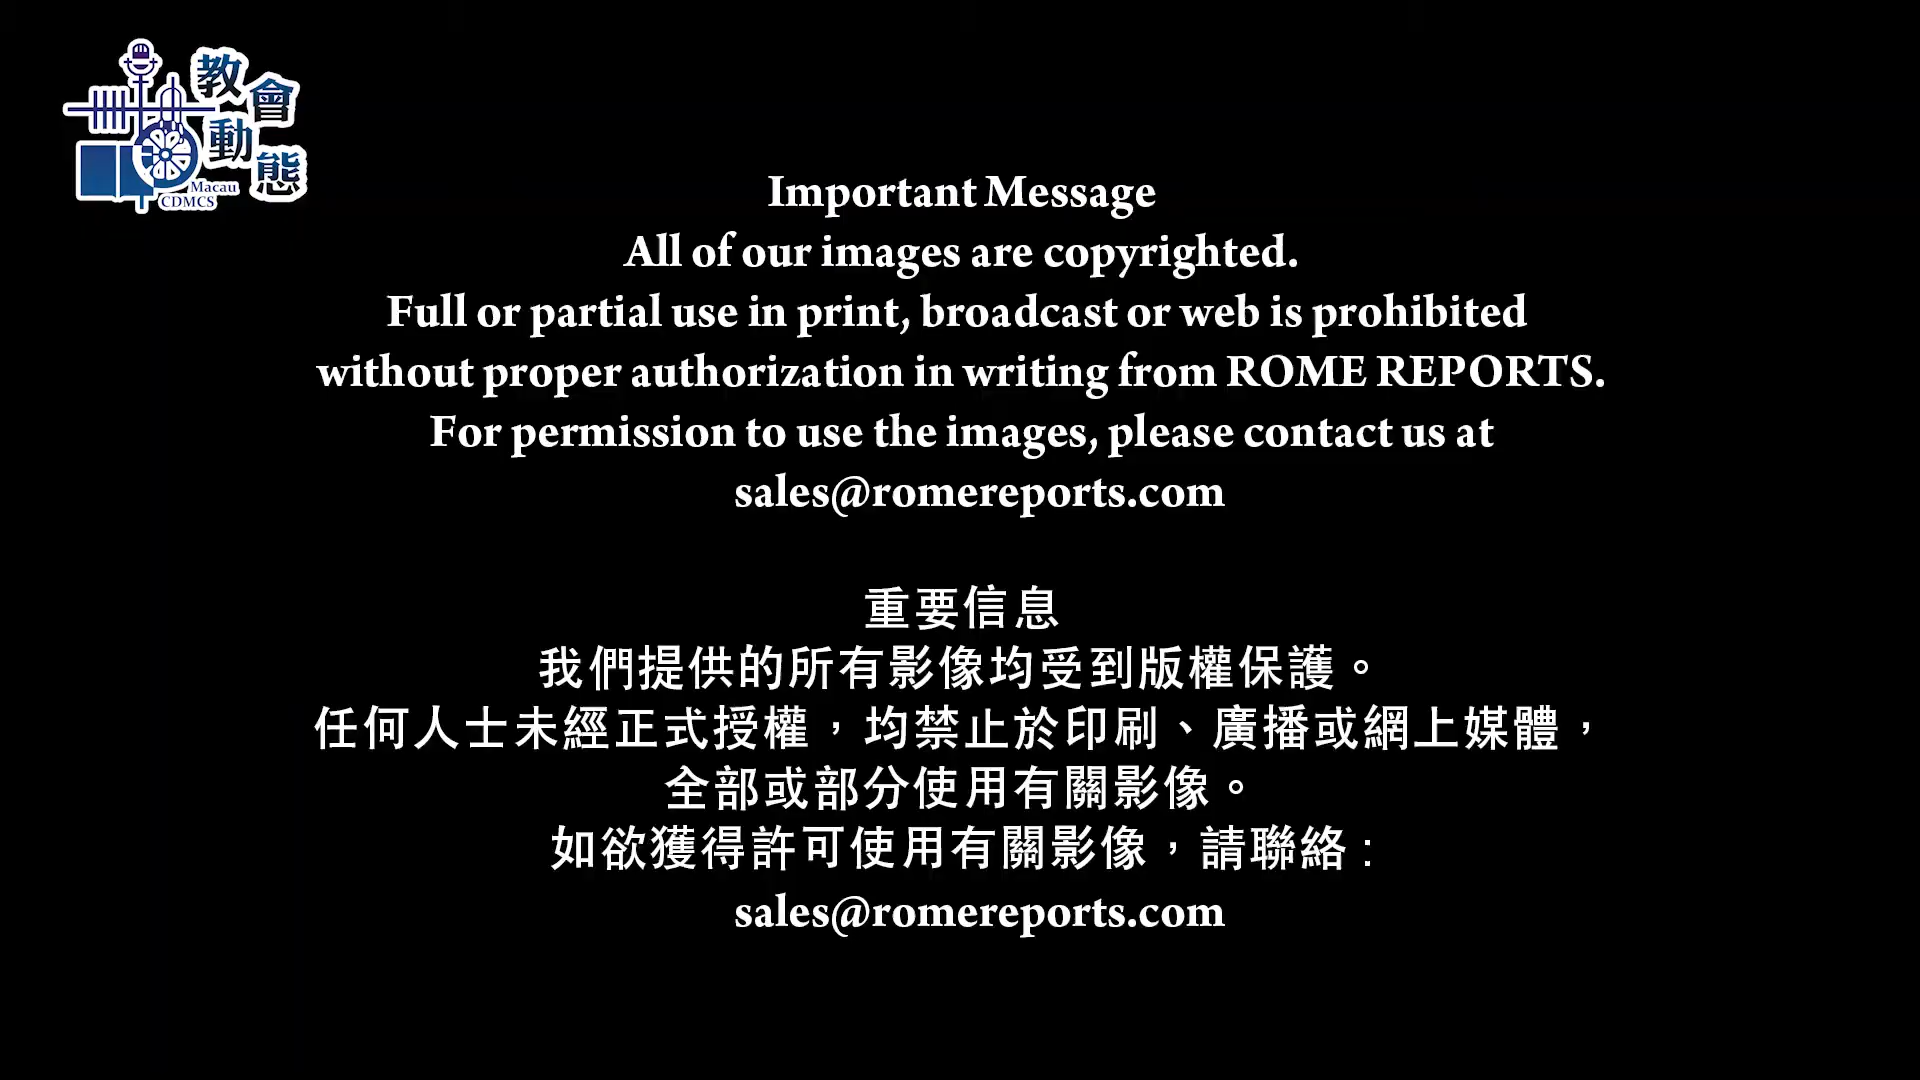 教會動態
Macau
CDMCS
Important Message
All of our images are copyrighted.
Full or partial use in print, broadcast or web is prohibited
without proper authorization in writing from ROME REPORTS.
For permission to use the images, please contact us at
sales@romereports.com
重要信息
我們提供的所有影像均受到版權保護。
任何人士未經正式授權，均禁止於印刷、廣播或網上媒體，
全部或部分使用有關影像。
如欲獲得許可使用有關影像，請聯絡：
sales@romereports.com